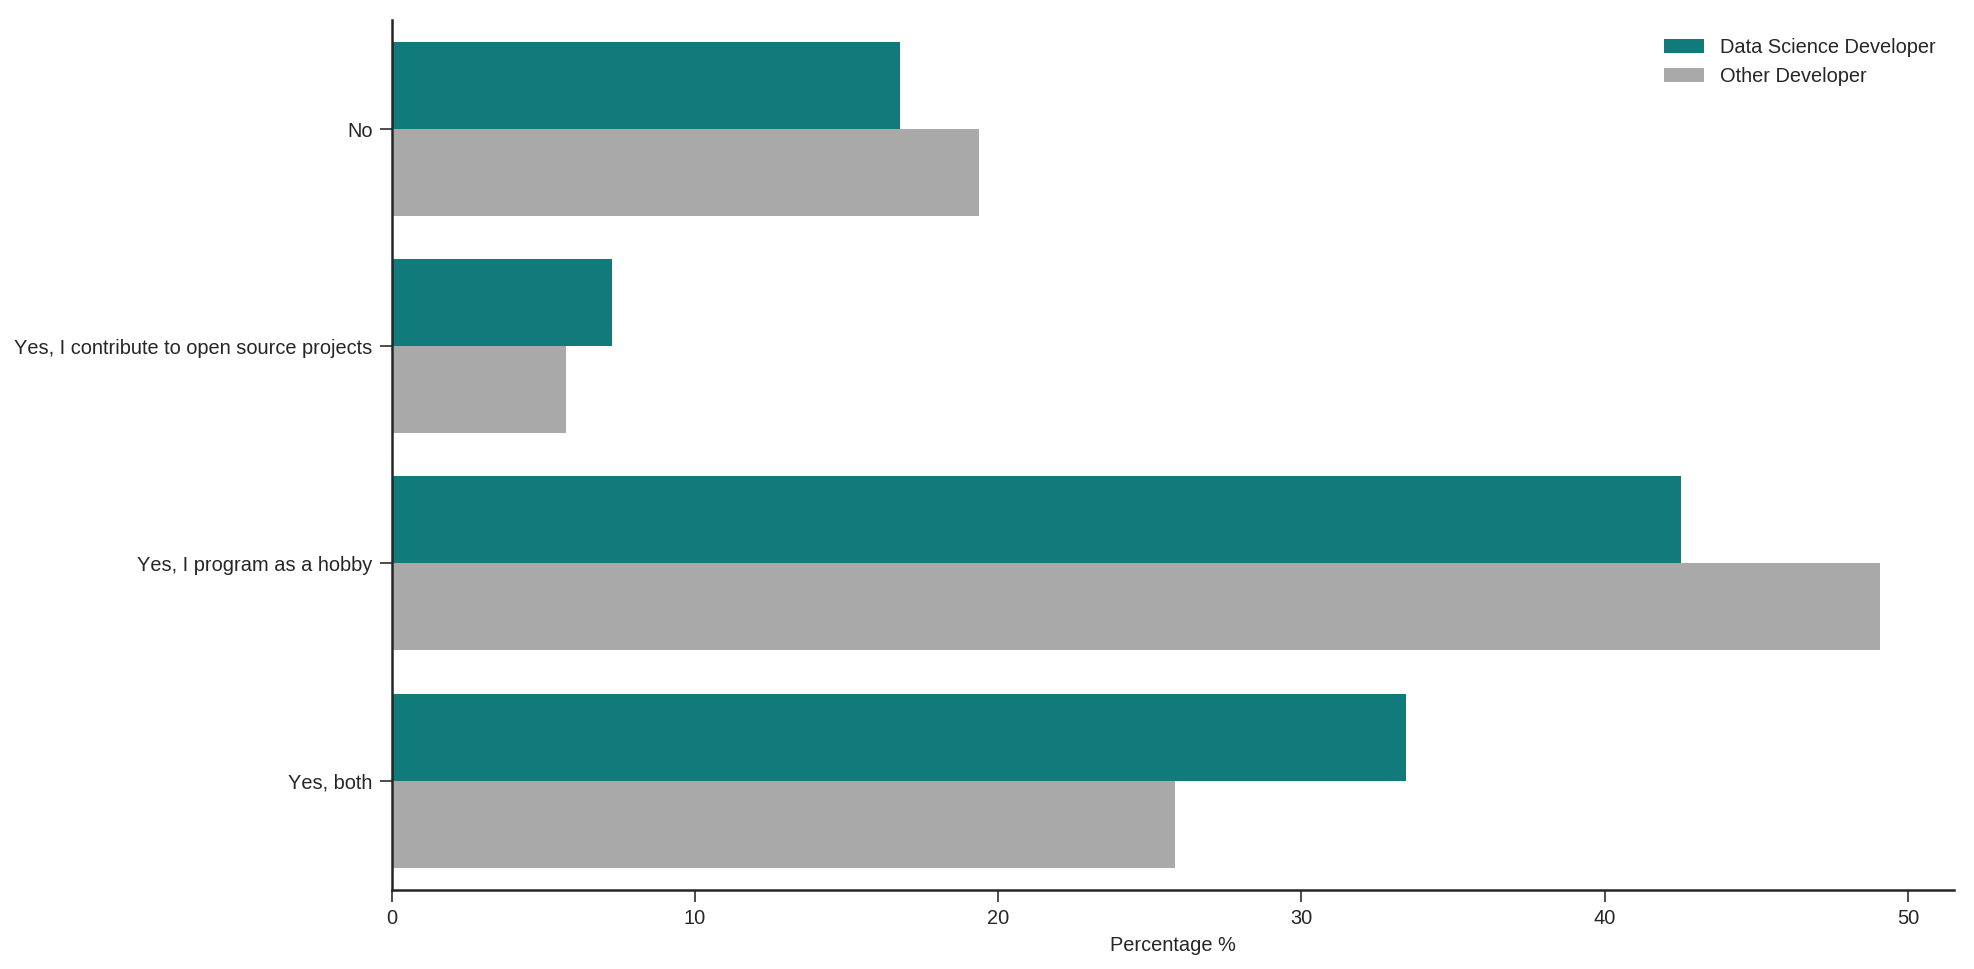 Data Science Developer
Other Developer
No
Yes, I contribute to open source projects
Yes, I program as a hobby
Yes, both
0 10 20 30 40 50
Percentage %